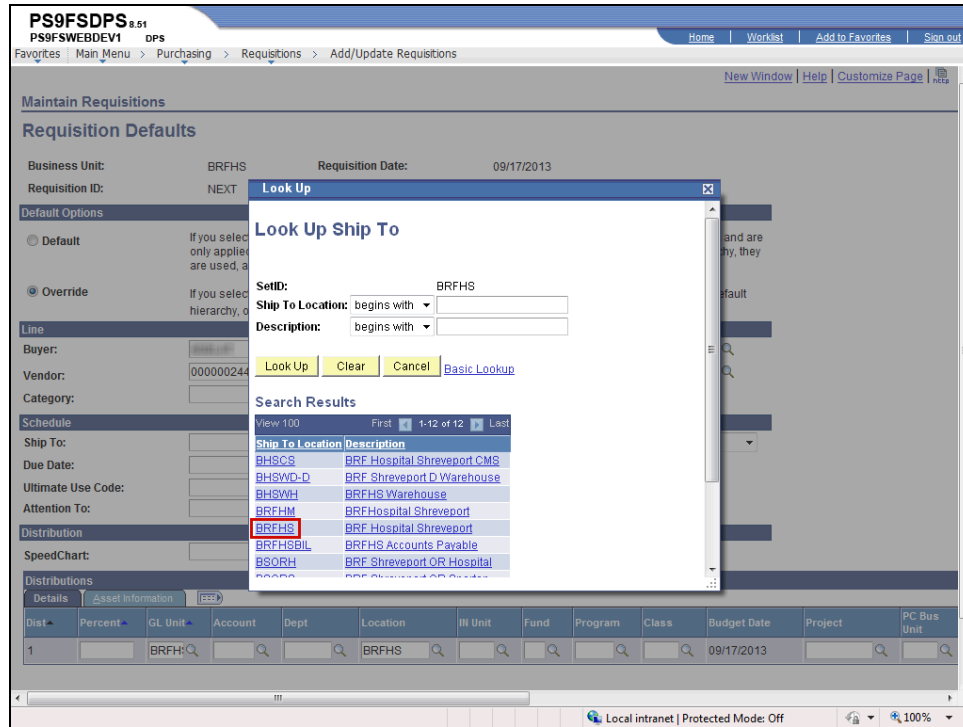 PS9FSDPS 8.51
PS9FSWEBDEV1 DPS
Home | Worklist | Add to Favorites | Sign out
Favorites Main Menu > Purchasing > Requisitions > Add/Update Requisitions
New Window | Help | Customize Page | http
Maintain Requisitions
Requisition Defaults
Business Unit: BRFHS Requisition Date: 09/17/2013
Requisition ID: NEXT
Look Up
Default Options
Default
If you selec
and are
only applied
hy, they
are used, a
Override
If you selec
efault
hierarchy, o
Look Up Ship To
SetID: BRFHS
Ship To Location: begins with
Description: begins with
Look Up Clear Cancel Basic Lookup
Search Results
View 100 First 1-12 of 12 Last
Ship To Location Description
BHSCS BRF Hospital Shreveport CMS
BHSWD-D BRF Shreveport D Warehouse
BHSWH BRFHS Warehouse
BRFHM BRFHospital Shreveport
BRFHS BRF Hospital Shreveport
BRFHSBIL BRFHS Accounts Payable
BSORH BRF Shreveport OR Hospital
Line
Buyer:
Vendor: 000000244
Category:
Schedule
Ship To:
Due Date:
Ultimate Use Code:
Attention To:
Distribution
SpeedChart:
Distributions
Details Asset Information
Dist Percent GL Unit Account Dept Location IN Unit Fund Program Class Budget Date Project PC Bus Unit
1 BRFHS BRFHS 09/17/2013
Local intranet | Protected Mode: Off 100%